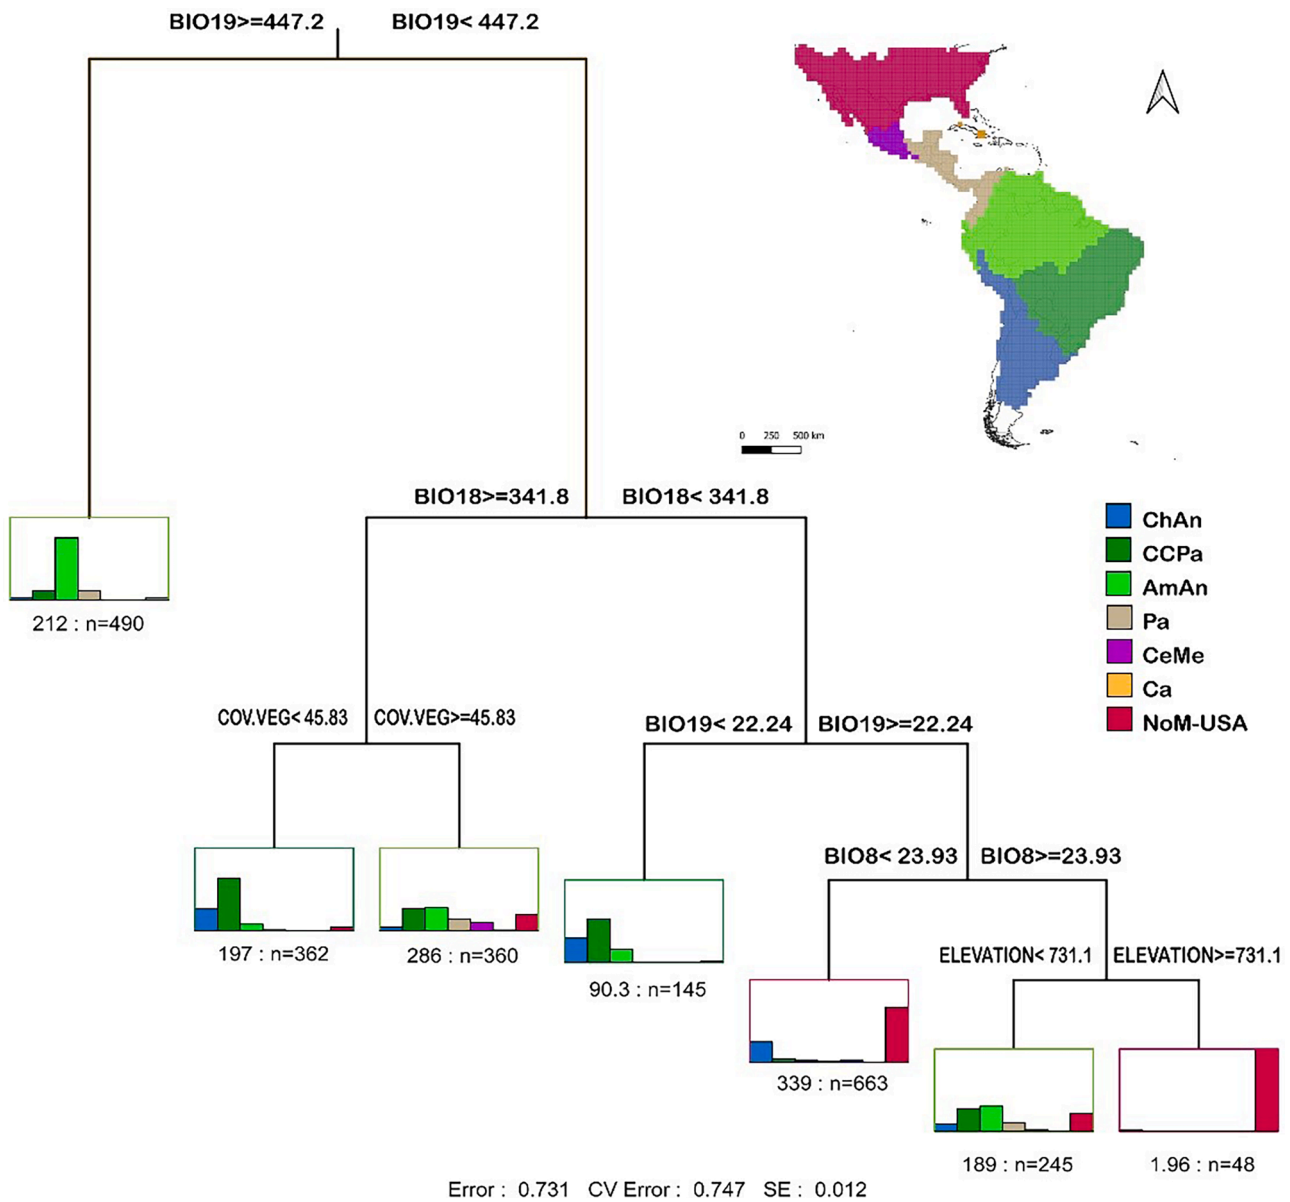 BIO19>=447.2 BIO19< 447.2
0 250 500 km
BIO18>=341.8 BIO18< 341.8
ChAn
CCPa
AmAn
Pa
CeMe
Ca
NoM-USA
212 : n=490
COV.VEG< 45.83 COV.VEG>=45.83
BIO19< 22.24 BIO19>=22.24
BIO8< 23.93 BIO8>=23.93
197 : n=362
286 : n=360
90.3 : n=145
ELEVATION< 731.1 ELEVATION>=731.1
339 : n=663
189 : n=245
1.96 : n=48
Error : 0.731 CV Error : 0.747 SE : 0.012